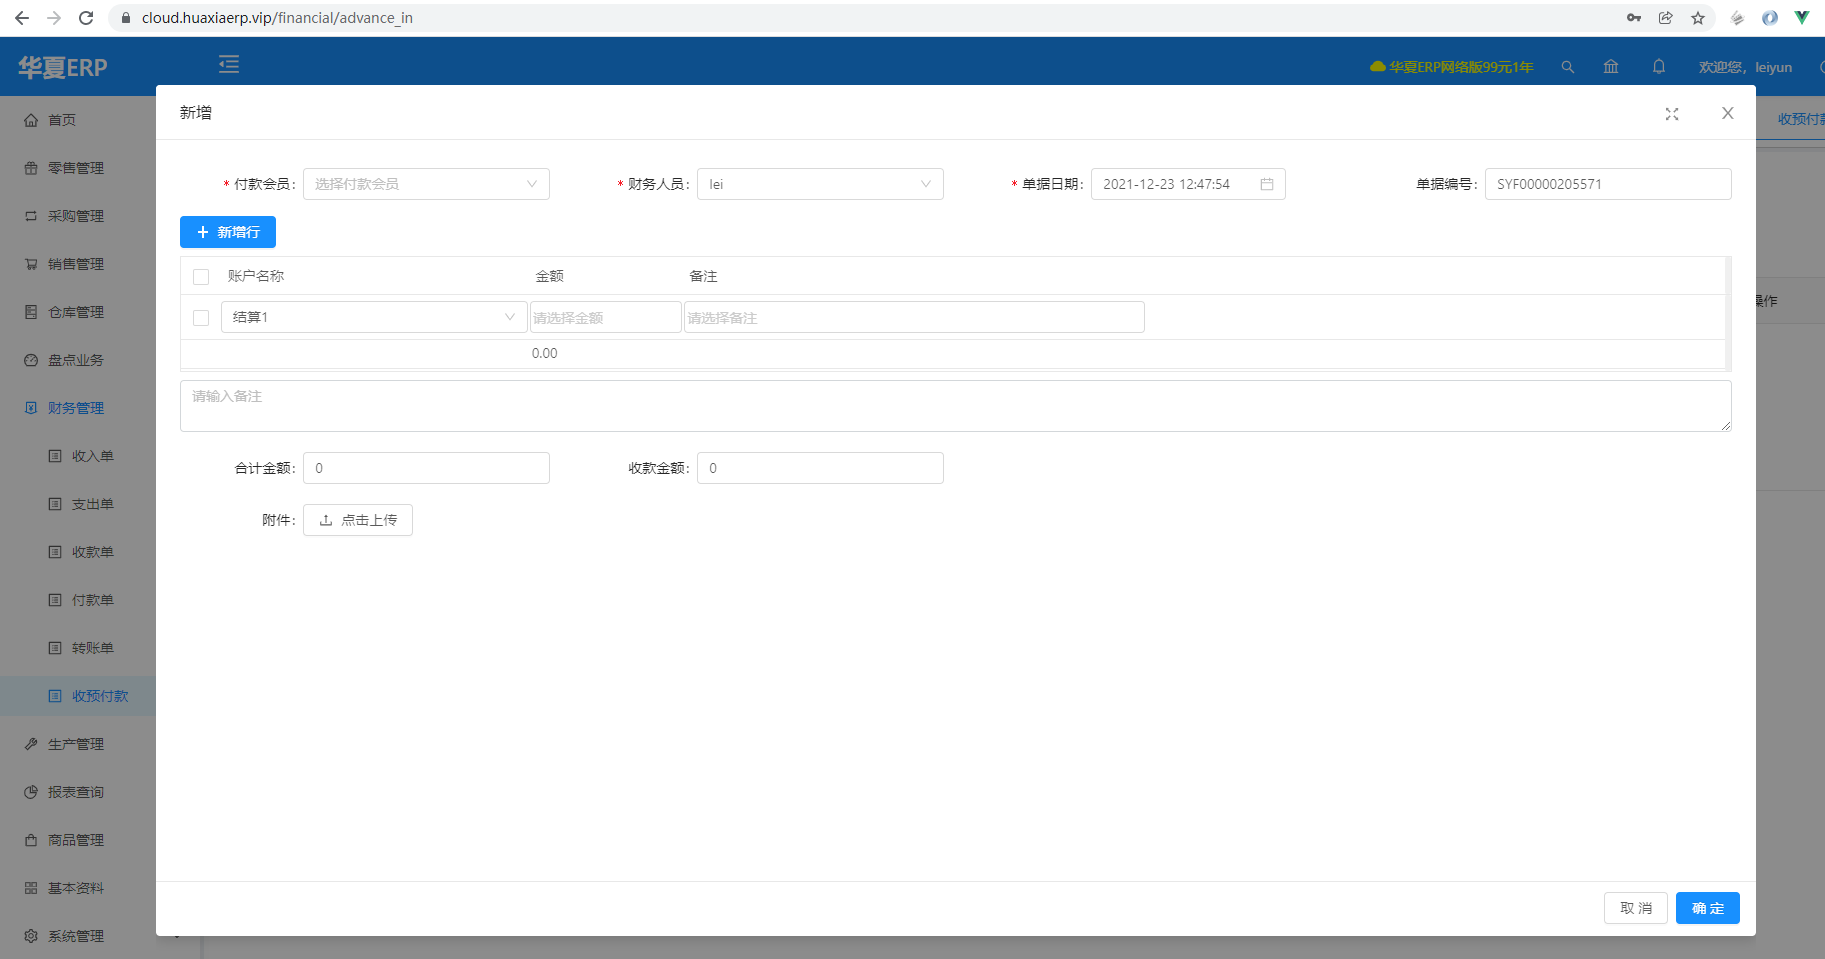 cloud.huaxiaerp.vip/financial/advance_in
华夏ERP
华夏ERP网络版99元1年
欢迎您，leiyun
首页
零售管理
采购管理
销售管理
仓库管理
盘点业务
财务管理
收入单
支出单
收款单
付款单
转账单
收预付款
生产管理
报表查询
商品管理
基本资料
系统管理
收预付款
操作
新增
* 付款会员： 选择付款会员
* 财务人员： lei
* 单据日期： 2021-12-23 12:47:54
单据编号： SYF00000205571
+ 新增行
账户名称 金额 备注
结算1 请选择金额 请选择备注
0.00
请输入备注
合计金额： 0
收款金额： 0
附件： 点击上传
取 消
确 定